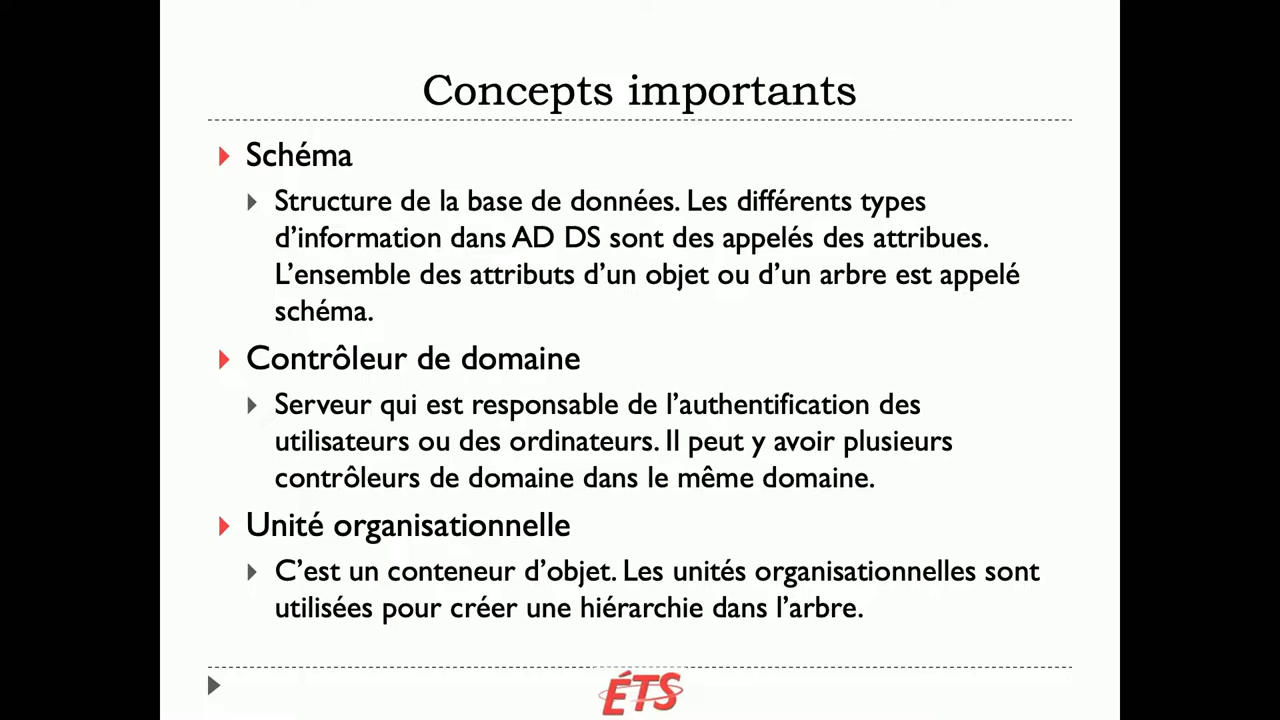 Concepts importants
Schéma
Structure de la base de données. Les différents types
d'information dans AD DS sont des appelés des attribues.
L'ensemble des attributs d'un objet ou d'un arbre est appelé
schéma.
Contrôleur de domaine
Serveur qui est responsable de l'authentification des
utilisateurs ou des ordinateurs. Il peut y avoir plusieurs
contrôleurs de domaine dans le même domaine.
Unité organisationnelle
C'est un conteneur d'objet. Les unités organisationnelles sont
utilisées pour créer une hiérarchie dans l'arbre.
ÉTS